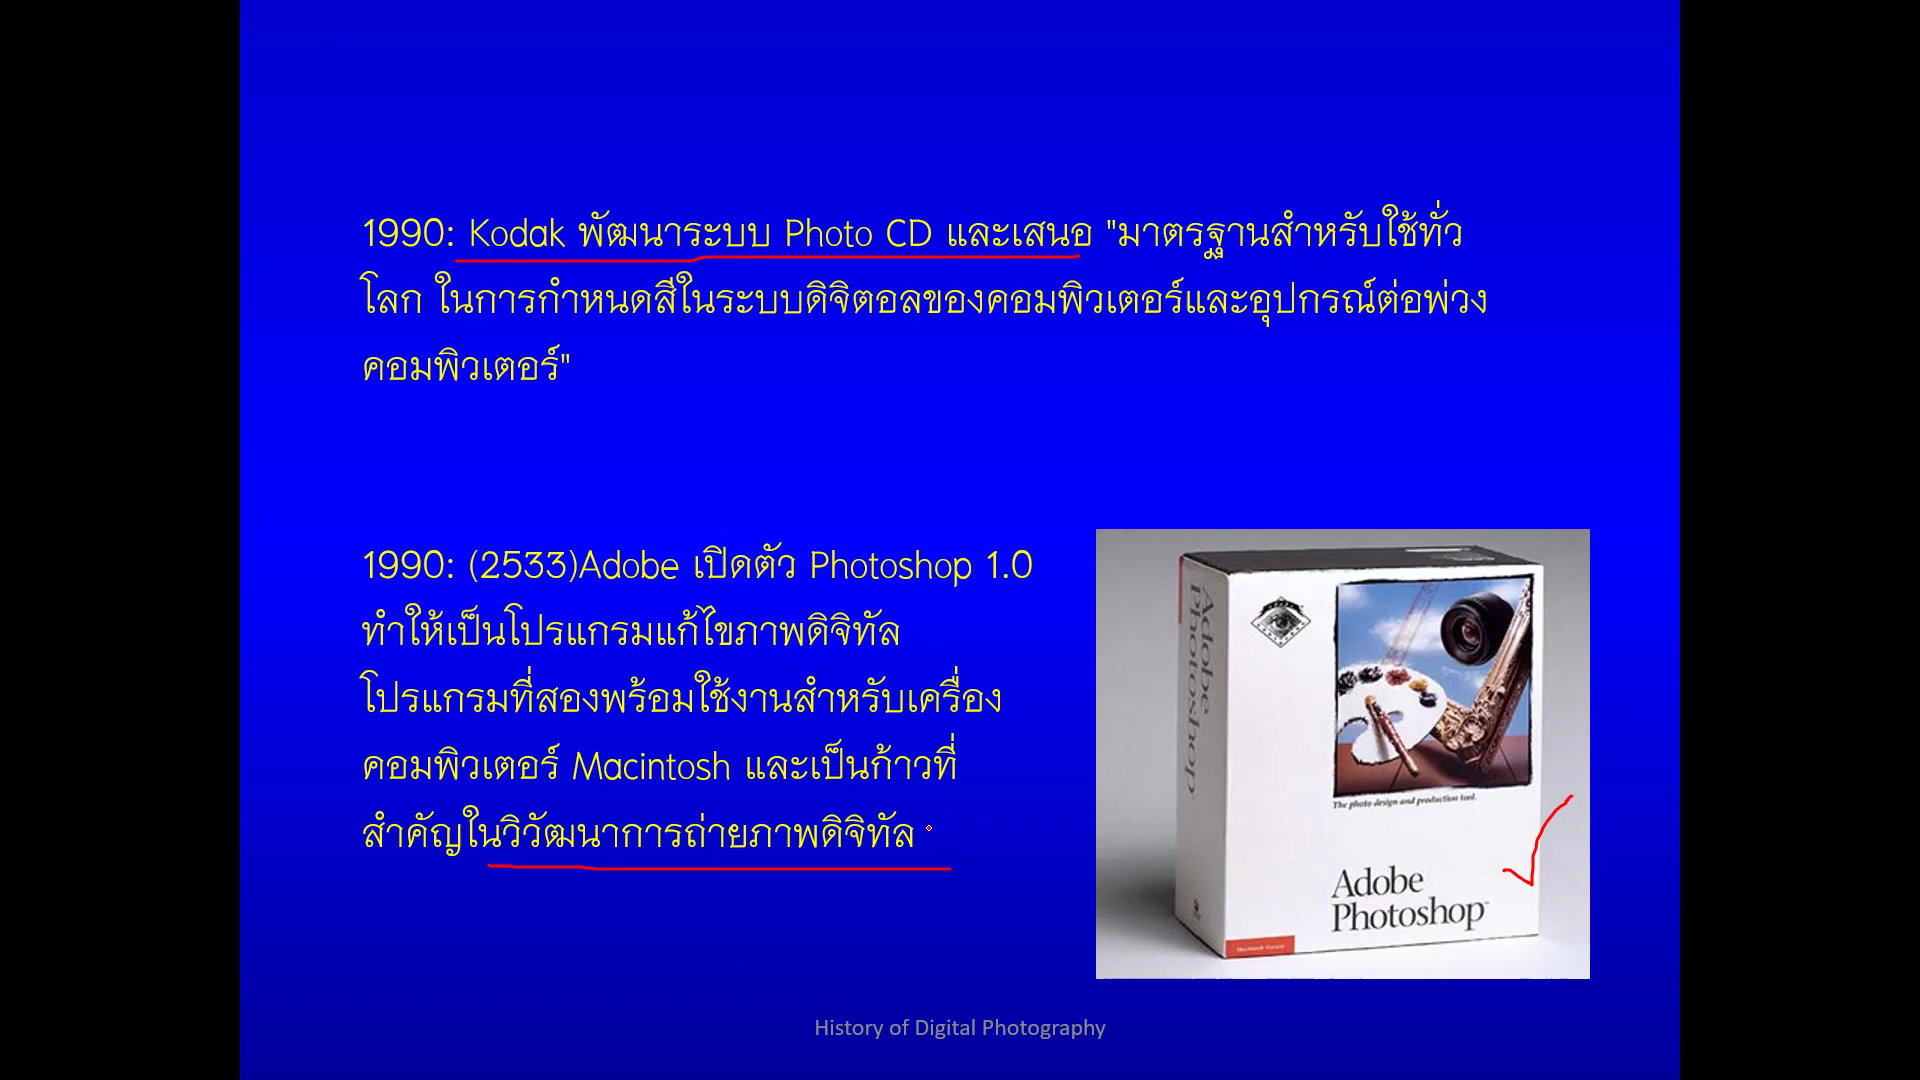 1990: Kodak พัฒนาระบบ Photo CD และเสนอ "มาตรฐานสำหรับใช้ทั่ว
โลก ในการกำหนดสีในระบบดิจิตอลของคอมพิวเตอร์และอุปกรณ์ต่อพ่วง
คอมพิวเตอร์"
1990: (2533)Adobe เปิดตัว Photoshop 1.0
ทำให้เป็นโปรแกรมแก้ไขภาพดิจิทัล
โปรแกรมที่สองพร้อมใช้งานสำหรับเครื่อง
คอมพิวเตอร์ Macintosh และเป็นก้าวที่
สำคัญในวิวัฒนาการถ่ายภาพดิจิทัล
Adobe
Photoshop
The photo design and production tool.
Adobe
Photoshop™
Macintosh Version
History of Digital Photography